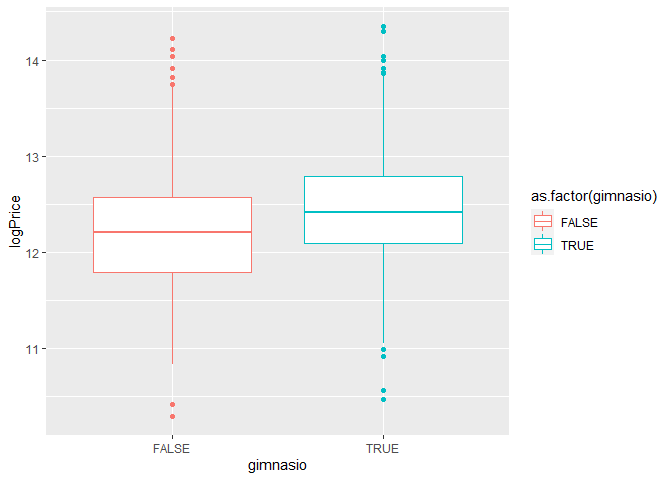 14
13
12
11
logPrice
FALSE
TRUE
gimnasio
as.factor(gimnasio)
FALSE
TRUE